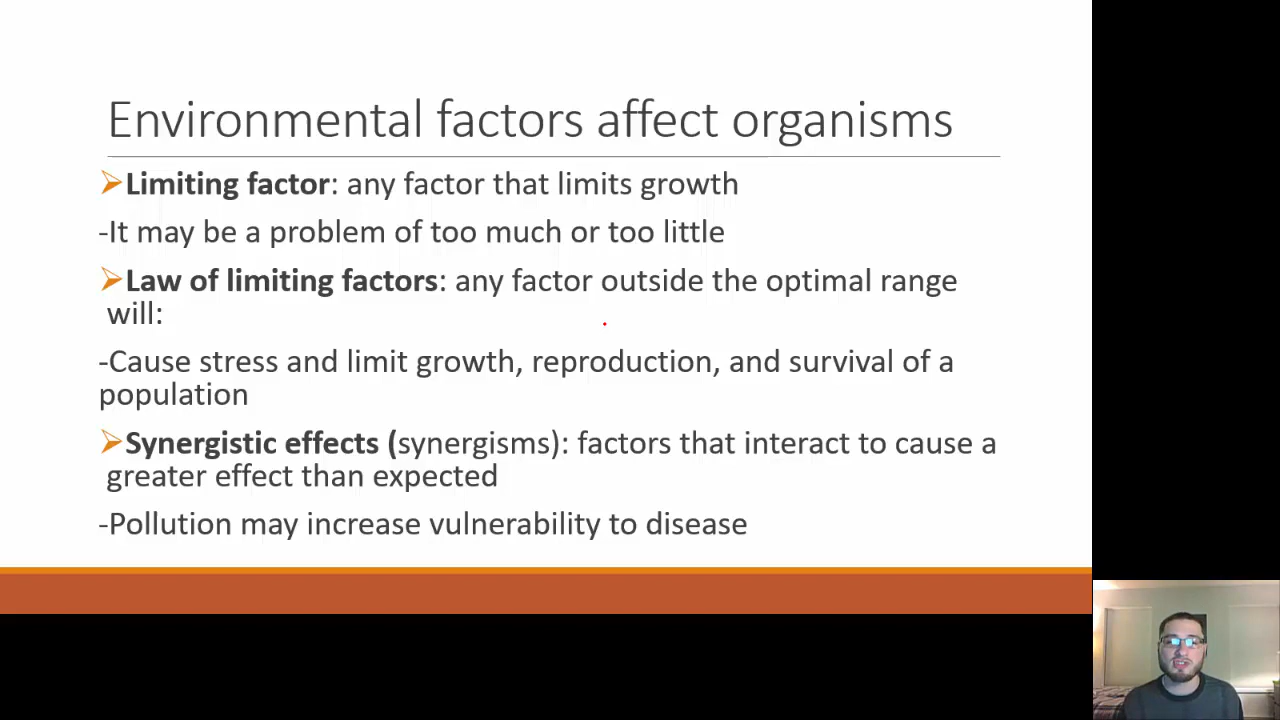 Environmental factors affect organisms
➢Limiting factor: any factor that limits growth
-It may be a problem of too much or too little
➢Law of limiting factors: any factor outside the optimal range
will:
-Cause stress and limit growth, reproduction, and survival of a
population
➢Synergistic effects (synergisms): factors that interact to cause a
greater effect than expected
-Pollution may increase vulnerability to disease